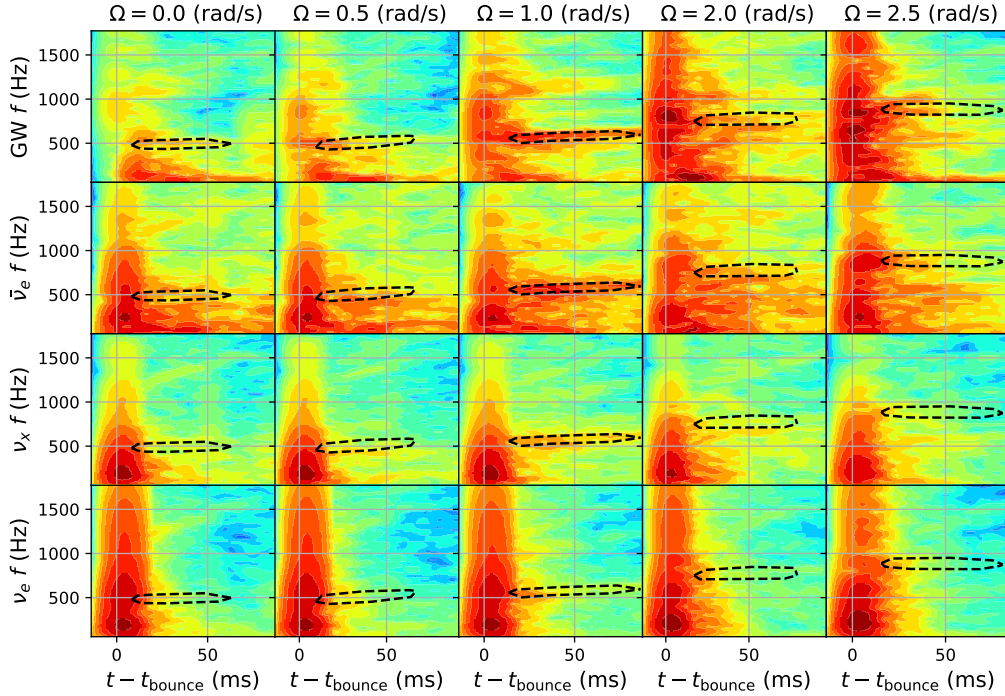 Ω = 0.0 (rad/s) Ω = 0.5 (rad/s) Ω = 1.0 (rad/s) Ω = 2.0 (rad/s) Ω = 2.5 (rad/s)
GW f (Hz)
1500
1000
500
ν̄e f (Hz)
1500
1000
500
νx f (Hz)
1500
1000
500
νe f (Hz)
1500
1000
500
0 50 0 50 0 50 0 50 0 50
t − tbounce (ms) t − tbounce (ms) t − tbounce (ms) t − tbounce (ms) t − tbounce (ms)